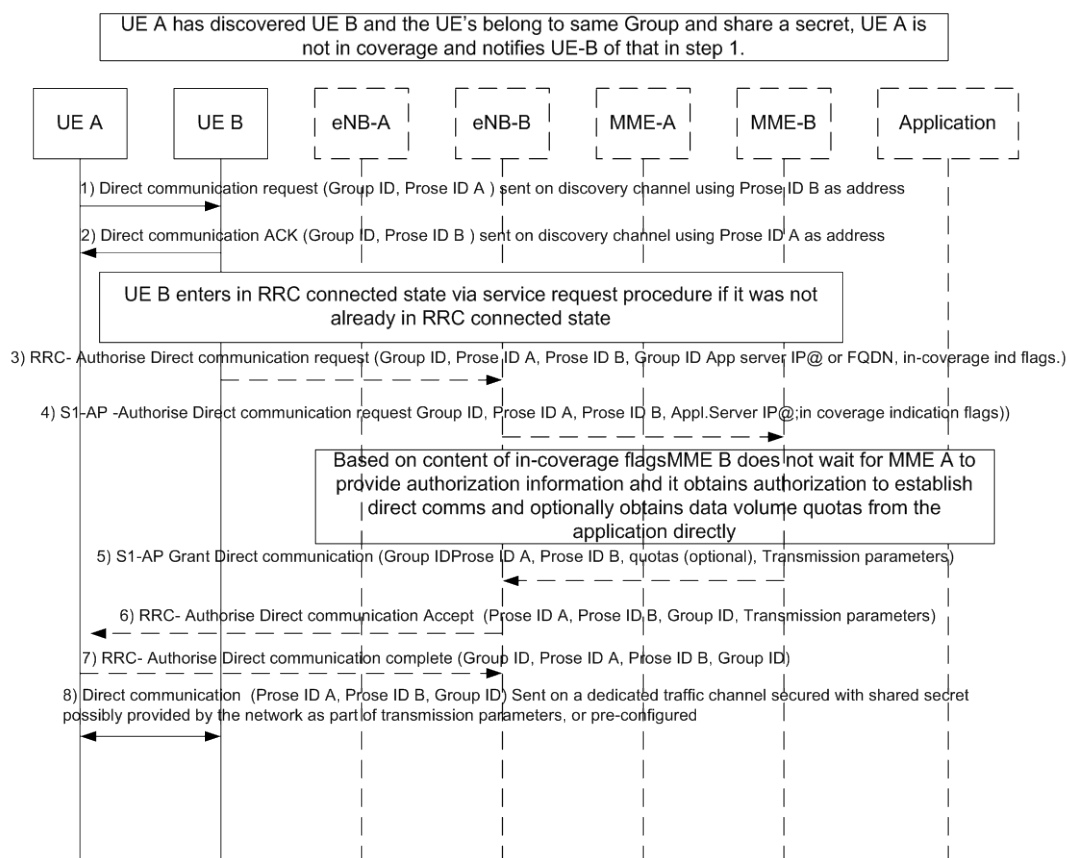 UE A has discovered UE B and the UE's belong to same Group and share a secret, UE A is
not in coverage and notifies UE-B of that in step 1.
UE A
UE B
eNB-A
eNB-B
MME-A
MME-B
Application
1) Direct communication request (Group ID, Prose ID A ) sent on discovery channel using Prose ID B as address
2) Direct communication ACK (Group ID, Prose ID B ) sent on discovery channel using Prose ID A as address
UE B enters in RRC connected state via service request procedure if it was not
already in RRC connected state
3) RRC- Authorise Direct communication request (Group ID, Prose ID A, Prose ID B, Group ID App server IP@ or FQDN, in-coverage ind flags.)
4) S1-AP -Authorise Direct communication request Group ID, Prose ID A, Prose ID B, Appl.Server IP@;in coverage indication flags))
Based on content of in-coverage flagsMME B does not wait for MME A to
provide authorization information and it obtains authorization to establish
direct comms and optionally obtains data volume quotas from the
application directly
5) S1-AP Grant Direct communication (Group IDProse ID A, Prose ID B, quotas (optional), Transmission parameters)
6) RRC- Authorise Direct communication Accept (Prose ID A, Prose ID B, Group ID, Transmission parameters)
7) RRC- Authorise Direct communication complete (Group ID, Prose ID A, Prose ID B, Group ID)
8) Direct communication (Prose ID A, Prose ID B, Group ID) Sent on a dedicated traffic channel secured with shared secret
possibly provided by the network as part of transmission parameters, or pre-configured